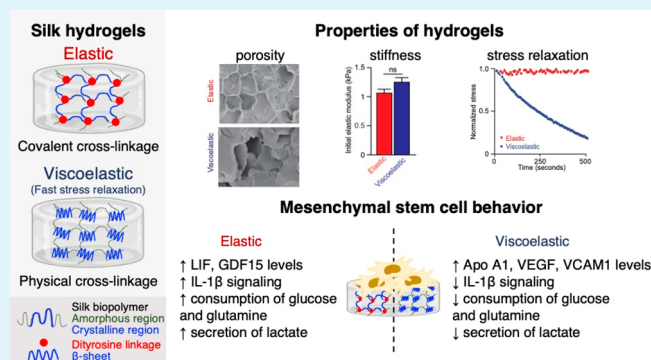 Silk hydrogels
Elastic
Covalent cross-linkage
Viscoelastic
(Fast stress relaxation)
Physical cross-linkage
Silk biopolymer
Amorphous region
Crystalline region
Dityrosine linkage
β-sheet
Properties of hydrogels
porosity
Elastic
Viscoelastic
stiffness
Initial elastic modulus (kPa)
1.5
1.0
0.5
0
ns
Elastic
Viscoelastic
stress relaxation
Normalized stress
1.0
0.5
0
Elastic
Viscoelastic
0
250
500
Time (seconds)
Mesenchymal stem cell behavior
Elastic
↑ LIF, GDF15 levels
↑ IL-1β signaling
↑ consumption of glucose
and glutamine
↑ secretion of lactate
Viscoelastic
↑ Apo A1, VEGF, VCAM1 levels
↓ IL-1β signaling
↓ consumption of glucose
and glutamine
↓ secretion of lactate